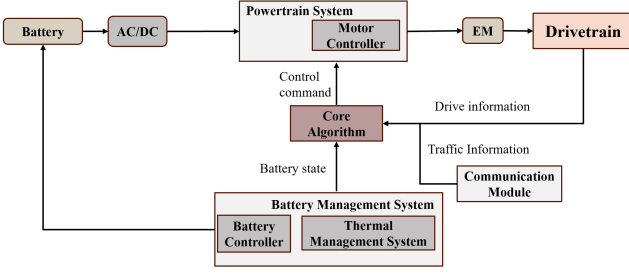 Powertrain System
Battery
AC/DC
Motor
Controller
EM
Drivetrain
Control
command
Drive information
Core
Algorithm
Traffic Information
Battery state
Communication
Module
Battery Management System
Battery
Controller
Thermal
Management System